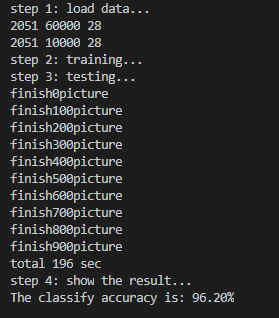 step 1: load data...
2051 60000 28
2051 10000 28
step 2: training...
step 3: testing...
finish0picture
finish100picture
finish200picture
finish300picture
finish400picture
finish500picture
finish600picture
finish700picture
finish800picture
finish900picture
total 196 sec
step 4: show the result...
The classify accuracy is: 96.20%